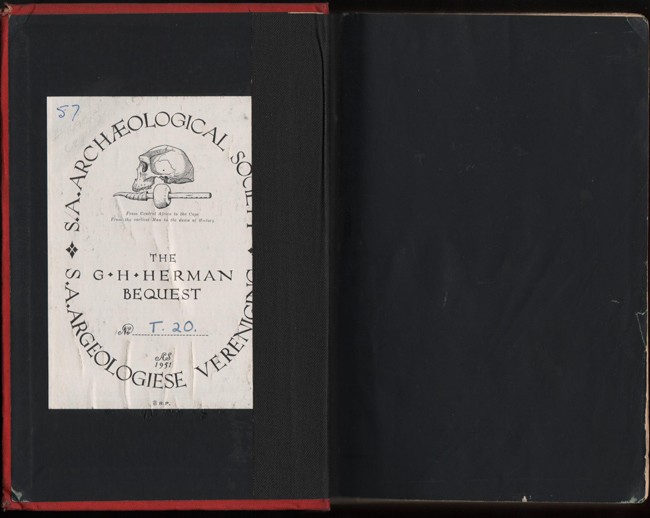 57
S.A. ARCHÆOLOGICAL SOCIETY
From Central Africa to the Cape
From the earliest Man to the dawn of History
THE
G·H·HERMAN
BEQUEST
No T. 20.
1951
S.A. ARGEOLOGIESE VERENIGING